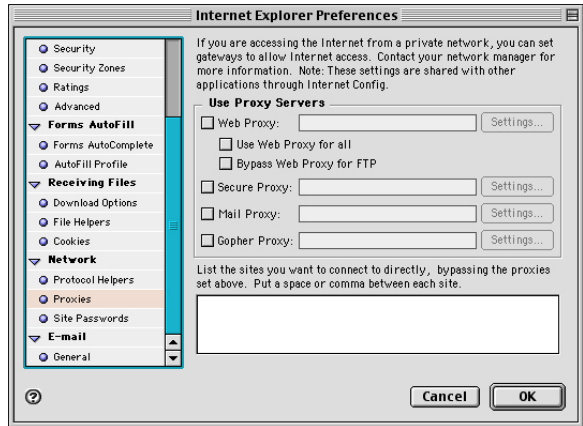 Internet Explorer Preferences
Security
Security Zones
Ratings
Advanced
Forms AutoFill
Forms AutoComplete
AutoFill Profile
Receiving Files
Download Options
File Helpers
Cookies
Network
Protocol Helpers
Proxies
Site Passwords
E-mail
General
If you are accessing the Internet from a private network, you can set
gateways to allow Internet access. Contact your network manager for
more information. Note: These settings are shared with other
applications through Internet Config.
Use Proxy Servers
Web Proxy: Settings...
Use Web Proxy for all
Bypass Web Proxy for FTP
Secure Proxy: Settings...
Mail Proxy: Settings...
Gopher Proxy: Settings...
List the sites you want to connect to directly, bypassing the proxies
set above. Put a space or comma between each site.
? Cancel OK